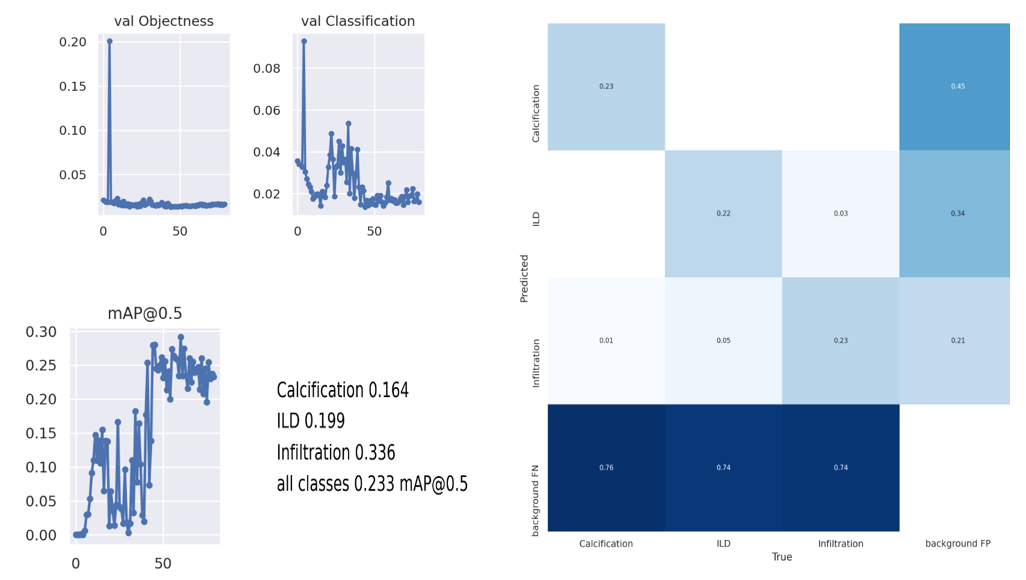 val Objectness
0.20
0.15
0.10
0.05
0
50
val Classification
0.08
0.06
0.04
0.02
0
50
mAP@0.5
0.30
0.25
0.20
0.15
0.10
0.05
0.00
0
50
Calcification 0.164
ILD 0.199
Infiltration 0.336
all classes 0.233 mAP@0.5
Predicted
Calcification
0.23
0.45
ILD
0.22
0.03
0.34
Infiltration
0.01
0.05
0.23
0.21
background FN
0.76
0.74
0.74
Calcification
ILD
Infiltration
background FP
True